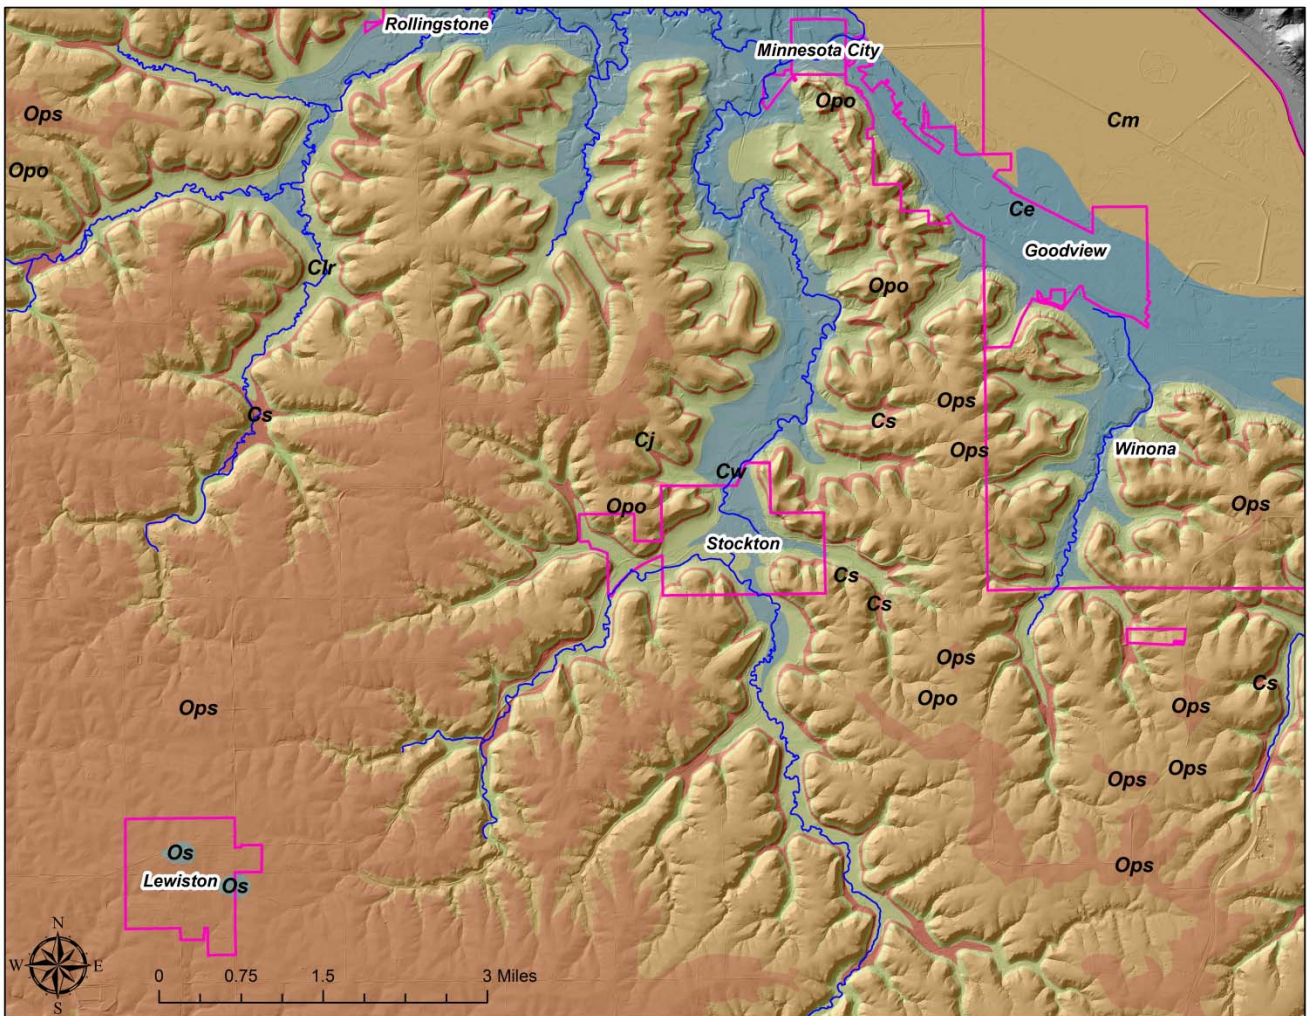 Rollingstone
Minnesota City
Opo
Ops
Cm
Opo
Ce
Goodview
Clr
Opo
Ops
Cs
Cs
Cj
Ops
Winona
Cw
Opo
Ops
Stockton
Cs
Cs
Ops
Cs
Opo
Ops
Ops
Ops
Ops
Os
Lewiston
Os
Ops
N
W
E
S
0 0.75 1.5 3 Miles